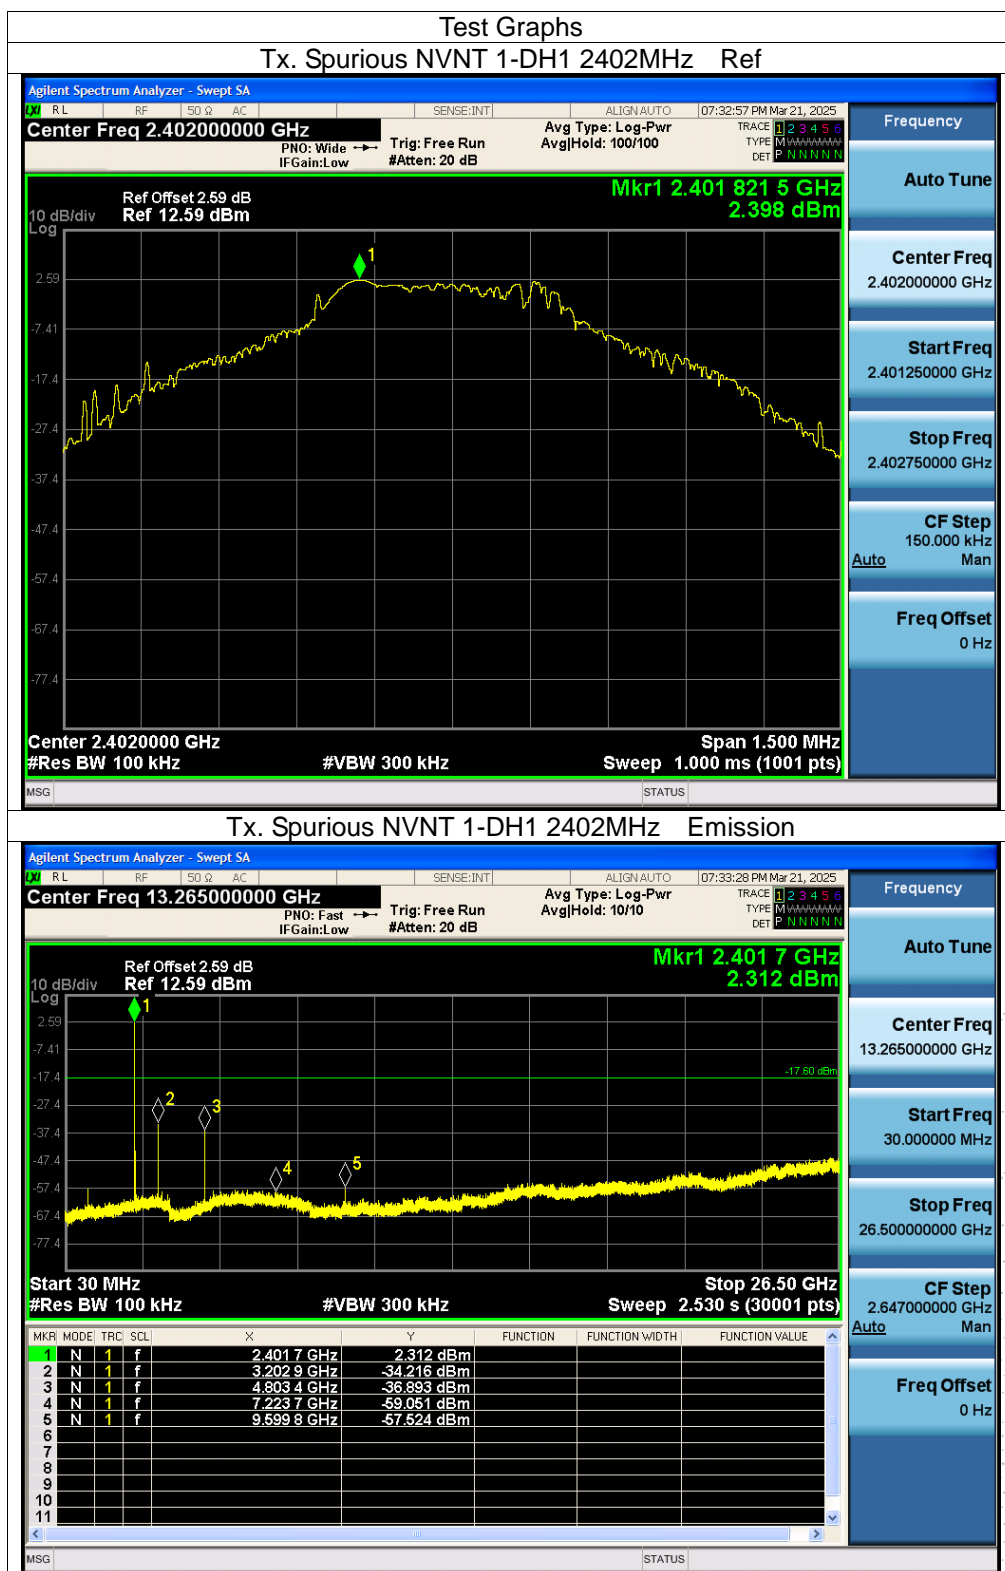 Test Graphs
Tx. Spurious NVNT 1-DH1 2402MHz Ref
Agilent Spectrum Analyzer - Swept SA
LXI RL RF 50 Ω AC SENSE:INT ALIGN AUTO 07:32:57 PM Mar 21, 2025
Center Freq 2.402000000 GHz
PNO: Wide
IFGain:Low
Trig: Free Run
#Atten: 20 dB
Avg Type: Log-Pwr
Avg|Hold: 100/100
TRACE 1 2 3 4 5 6
TYPE M
DET P N N N N N
Frequency
Auto Tune
Center Freq
2.402000000 GHz
Start Freq
2.401250000 GHz
Stop Freq
2.402750000 GHz
CF Step
150.000 kHz
Auto Man
Freq Offset
0 Hz
Ref Offset 2.59 dB
10 dB/div Ref 12.59 dBm
Log
Mkr1 2.401 821 5 GHz
2.398 dBm
1
2.59
-7.41
-17.4
-27.4
-37.4
-47.4
-57.4
-67.4
-77.4
Center 2.4020000 GHz Span 1.500 MHz
#Res BW 100 kHz #VBW 300 kHz Sweep 1.000 ms (1001 pts)
MSG STATUS
Tx. Spurious NVNT 1-DH1 2402MHz Emission
Agilent Spectrum Analyzer - Swept SA
LXI RL RF 50 Ω AC SENSE:INT ALIGN AUTO 07:33:28 PM Mar 21, 2025
Center Freq 13.265000000 GHz
PNO: Fast
IFGain:Low
Trig: Free Run
#Atten: 20 dB
Avg Type: Log-Pwr
Avg|Hold: 10/10
TRACE 1 2 3 4 5 6
TYPE M
DET P N N N N N
Frequency
Auto Tune
Center Freq
13.265000000 GHz
Start Freq
30.000000 MHz
Stop Freq
26.500000000 GHz
CF Step
2.647000000 GHz
Auto Man
Freq Offset
0 Hz
Ref Offset 2.59 dB
10 dB/div Ref 12.59 dBm
Log
Mkr1 2.401 7 GHz
2.312 dBm
1
2
3
4
5
-17.60 dBm
2.59
-7.41
-17.4
-27.4
-37.4
-47.4
-57.4
-67.4
-77.4
Start 30 MHz Stop 26.50 GHz
#Res BW 100 kHz #VBW 300 kHz Sweep 2.530 s (30001 pts)
MKR MODE TRC SCL X Y FUNCTION FUNCTION WIDTH FUNCTION VALUE
1 N 1 f 2.401 7 GHz 2.312 dBm
2 N 1 f 3.202 9 GHz -34.216 dBm
3 N 1 f 4.803 4 GHz -36.893 dBm
4 N 1 f 7.223 7 GHz -59.051 dBm
5 N 1 f 9.599 8 GHz -57.524 dBm
6
7
8
9
10
11
MSG STATUS